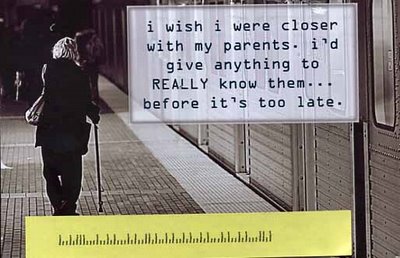 i wish i were closer
with my parents. i'd
give anything to
REALLY know them...
before it's too late.